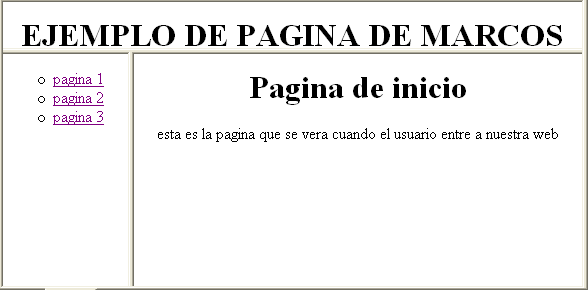 EJEMPLO DE PAGINA DE MARCOS
pagina 1
pagina 2
pagina 3
Pagina de inicio
esta es la pagina que se vera cuando el usuario entre a nuestra web